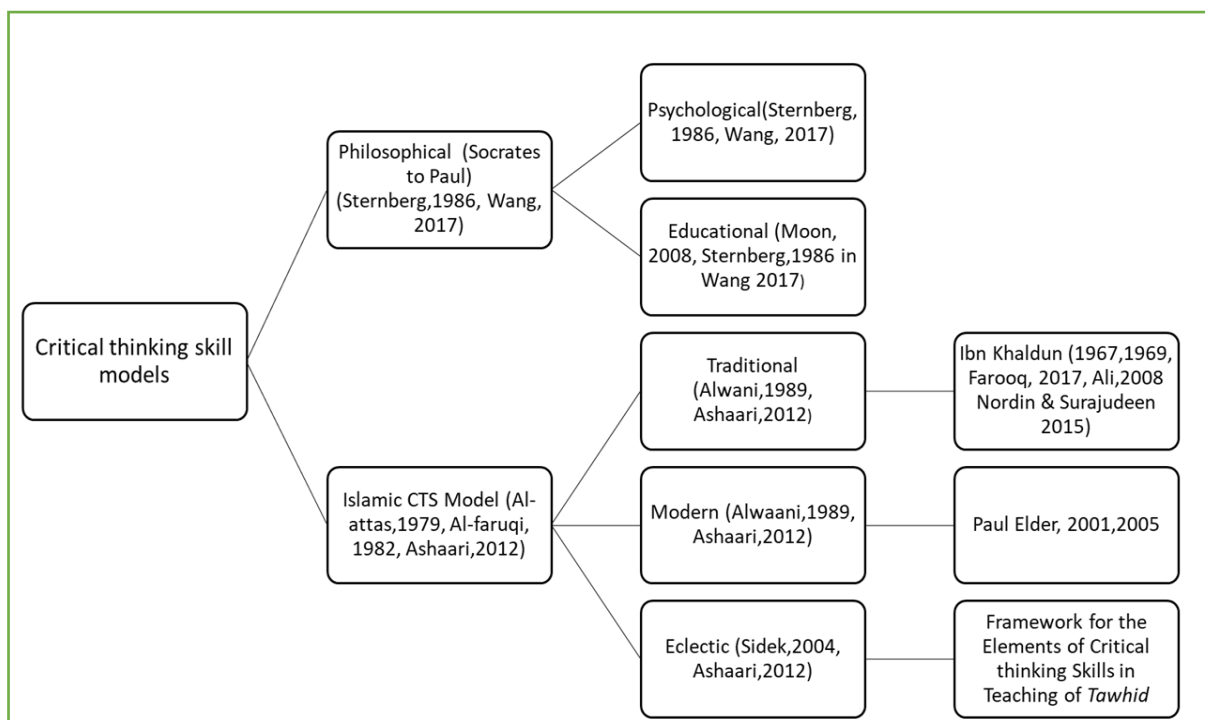 Critical thinking skill
models
Philosophical (Socrates
to Paul)
(Sternberg,1986, Wang,
2017)
Islamic CTS Model (Al-
attas,1979, Al-faruqi,
1982, Ashaari,2012)
Psychological(Sternberg,
1986, Wang, 2017)
Educational (Moon,
2008, Sternberg,1986 in
Wang 2017)
Traditional
(Alwani,1989,
Ashaari,2012)
Modern (Alwaani,1989,
Ashaari,2012)
Eclectic (Sidek,2004,
Ashaari,2012)
Ibn Khaldun (1967,1969,
Farooq, 2017, Ali,2008
Nordin & Surajudeen
2015)
Paul Elder, 2001,2005
Framework for the
Elements of Critical
thinking Skills in
Teaching of Tawhid